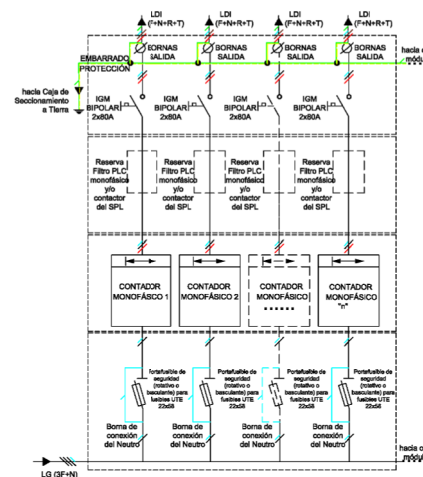 LDI LDI LDI LDI
(F+N+R+T) (F+N+R+T) (F+N+R+T) (F+N+R+T)
BORNAS SALIDA BORNAS SALIDA BORNAS SALIDA BORNAS SALIDA
EMBARRADO
PROTECCIÓN
hacia
módu
hacia Caja de
Seccionamiento
a Tierra
IGM IGM IGM IGM
BIPOLAR BIPOLAR BIPOLAR BIPOLAR
2x80A 2x80A 2x80A 2x80A
Reserva Reserva Reserva Reserva
Filtro PLC Filtro PLC Filtro PLC Filtro PLC
monofásico monofásico monofásico monofásico
y/o y/o y/o y/o
contactor contactor contactor contactor
del SPL del SPL del SPL del SPL
CONTADOR CONTADOR CONTADOR CONTADOR
MONOFÁSICO 1 MONOFÁSICO 2 MONOFÁSICO MONOFÁSICO
...... "n"
Portafusible de Portafusible de Portafusible de Portafusible de
seguridad seguridad seguridad seguridad
(rotativo o (rotativo o (rotativo o (rotativo o
basculante) para basculante) para basculante) para basculante) para
fusibles UTE fusibles UTE fusibles UTE fusibles UTE
22x58 22x58 22x58 22x58
Borna de Borna de Borna de Borna de
conexión conexión conexión conexión
del Neutro del Neutro del Neutro del Neutro
hacia o
módu
LG (3F+N)